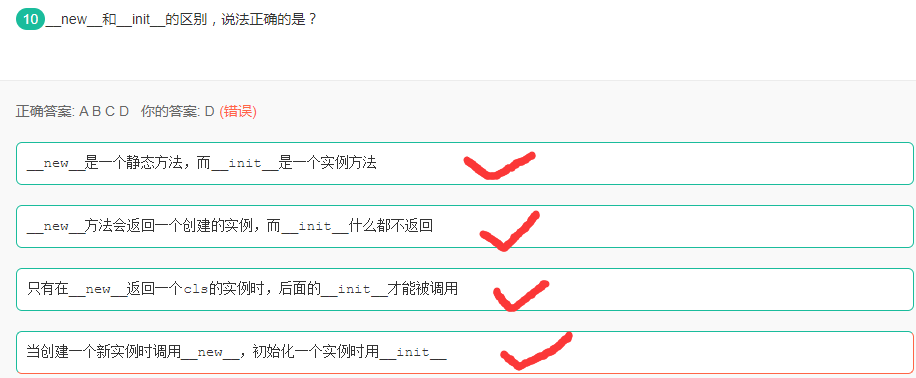 10 __new__和__init__的区别，说法正确的是？
正确答案: A B C D 你的答案: D (错误)
__new__是一个静态方法，而__init__是一个实例方法
__new__方法会返回一个创建的实例，而__init__什么都不返回
只有在__new__返回一个cls的实例时，后面的__init__才能被调用
当创建一个新实例时调用__new__，初始化一个实例时用__init__